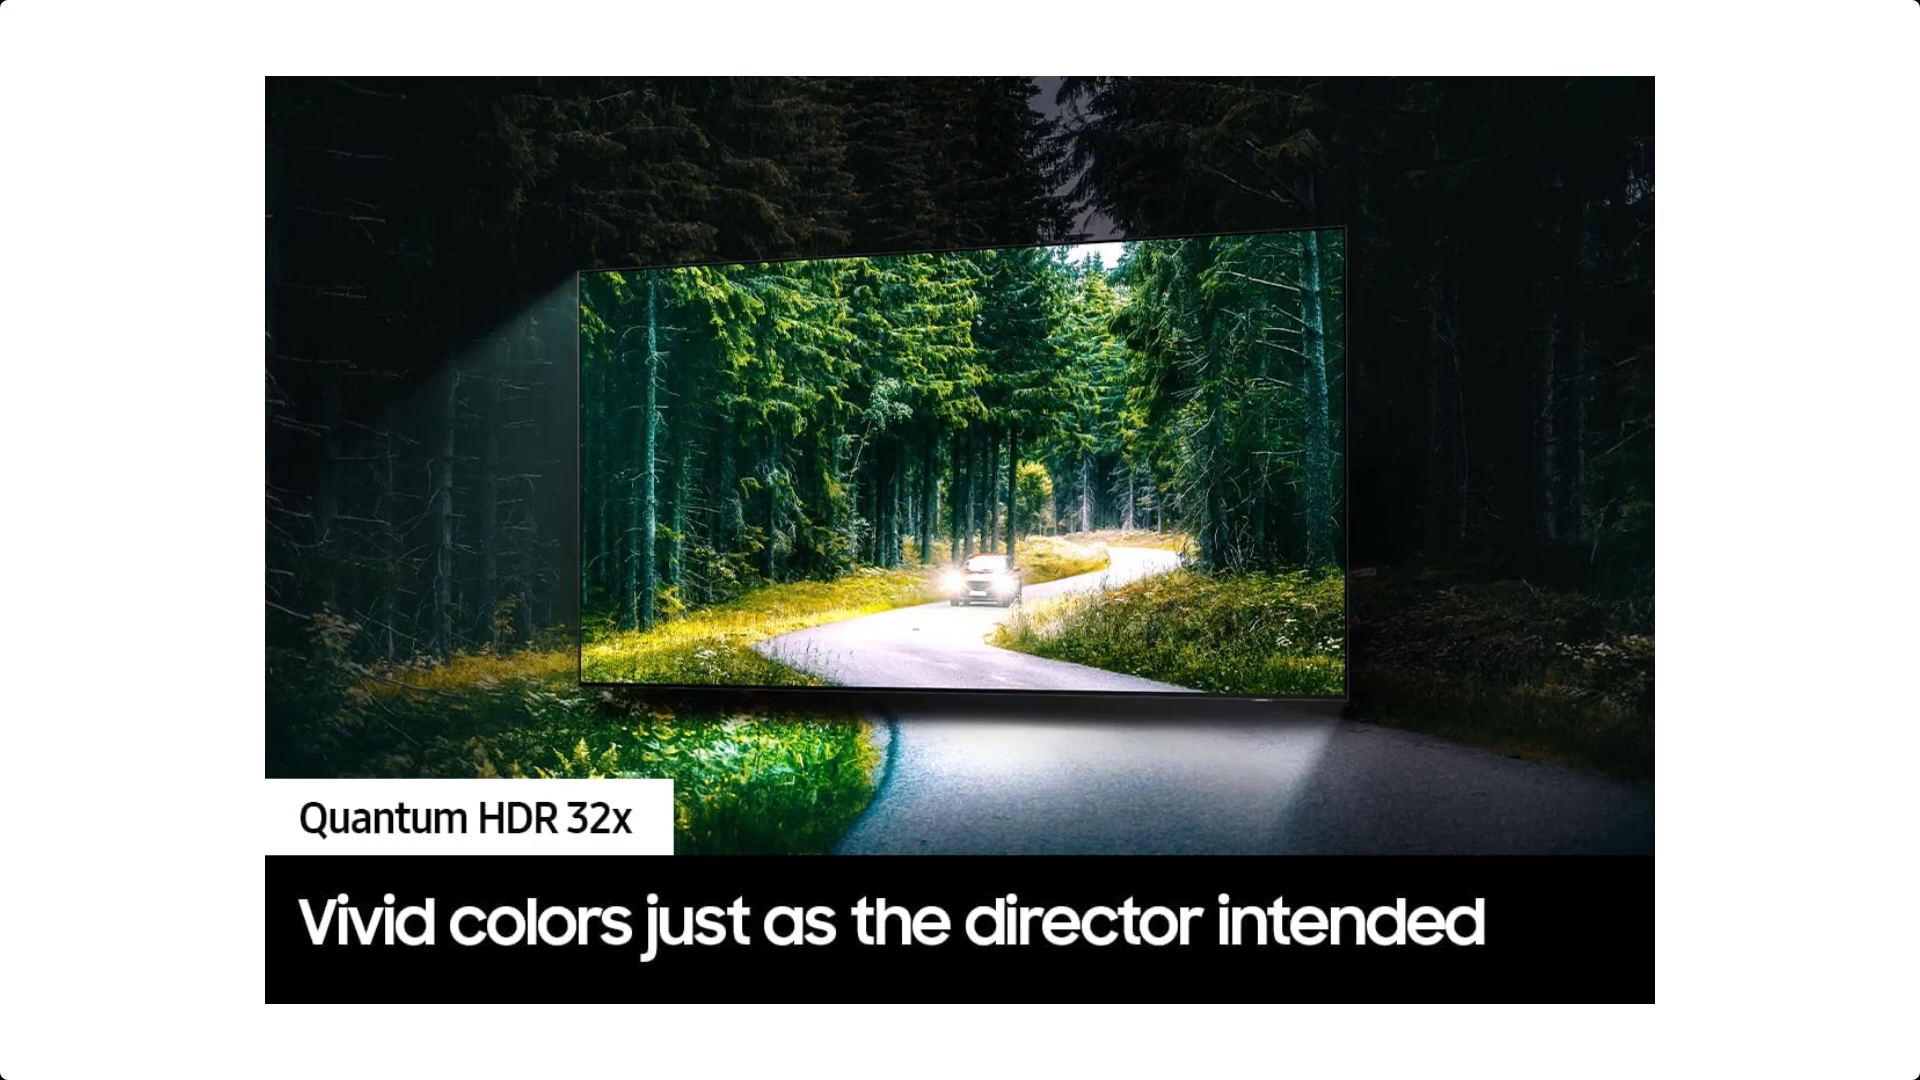 Quantum HDR 32x
Vivid colors just as the director intended